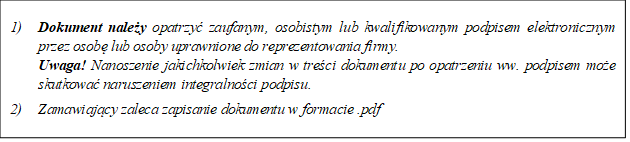 1) Dokument należy opatrzyć zaufanym, osobistym lub kwalifikowanym podpisem elektronicznym
przez osobę lub osoby uprawnione do reprezentowania firmy.
Uwaga! Nanoszenie jakichkolwiek zmian w treści dokumentu po opatrzeniu ww. podpisem może
skutkować naruszeniem integralności podpisu.
2) Zamawiający zaleca zapisanie dokumentu w formacie .pdf